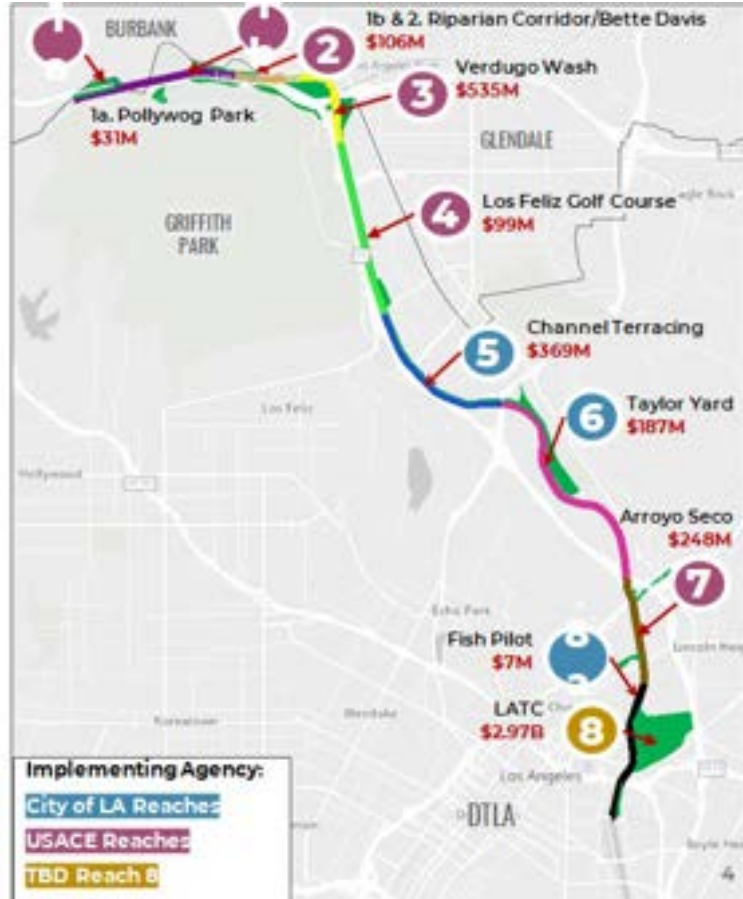 1b & 2. Riparian Corridor/Bette Davis
$106M
BURBANK
2
Verdugo Wash
$535M
3
1a. Pollywog Park
$31M
GLENDALE
Los Feliz Golf Course
$99M
4
GRIFFITH
PARK
Channel Terracing
$369M
5
Los Feliz
Taylor Yard
$187M
6
Hollywood
Arroyo Seco
$248M
7
Echo Park
Fish Pilot
$7M
LATC
$2.97B
8
Westlake
Koreatown
Los Angeles
DTLA
Implementing Agency:
City of LA Reaches
USACE Reaches
TBD Reach 8
4